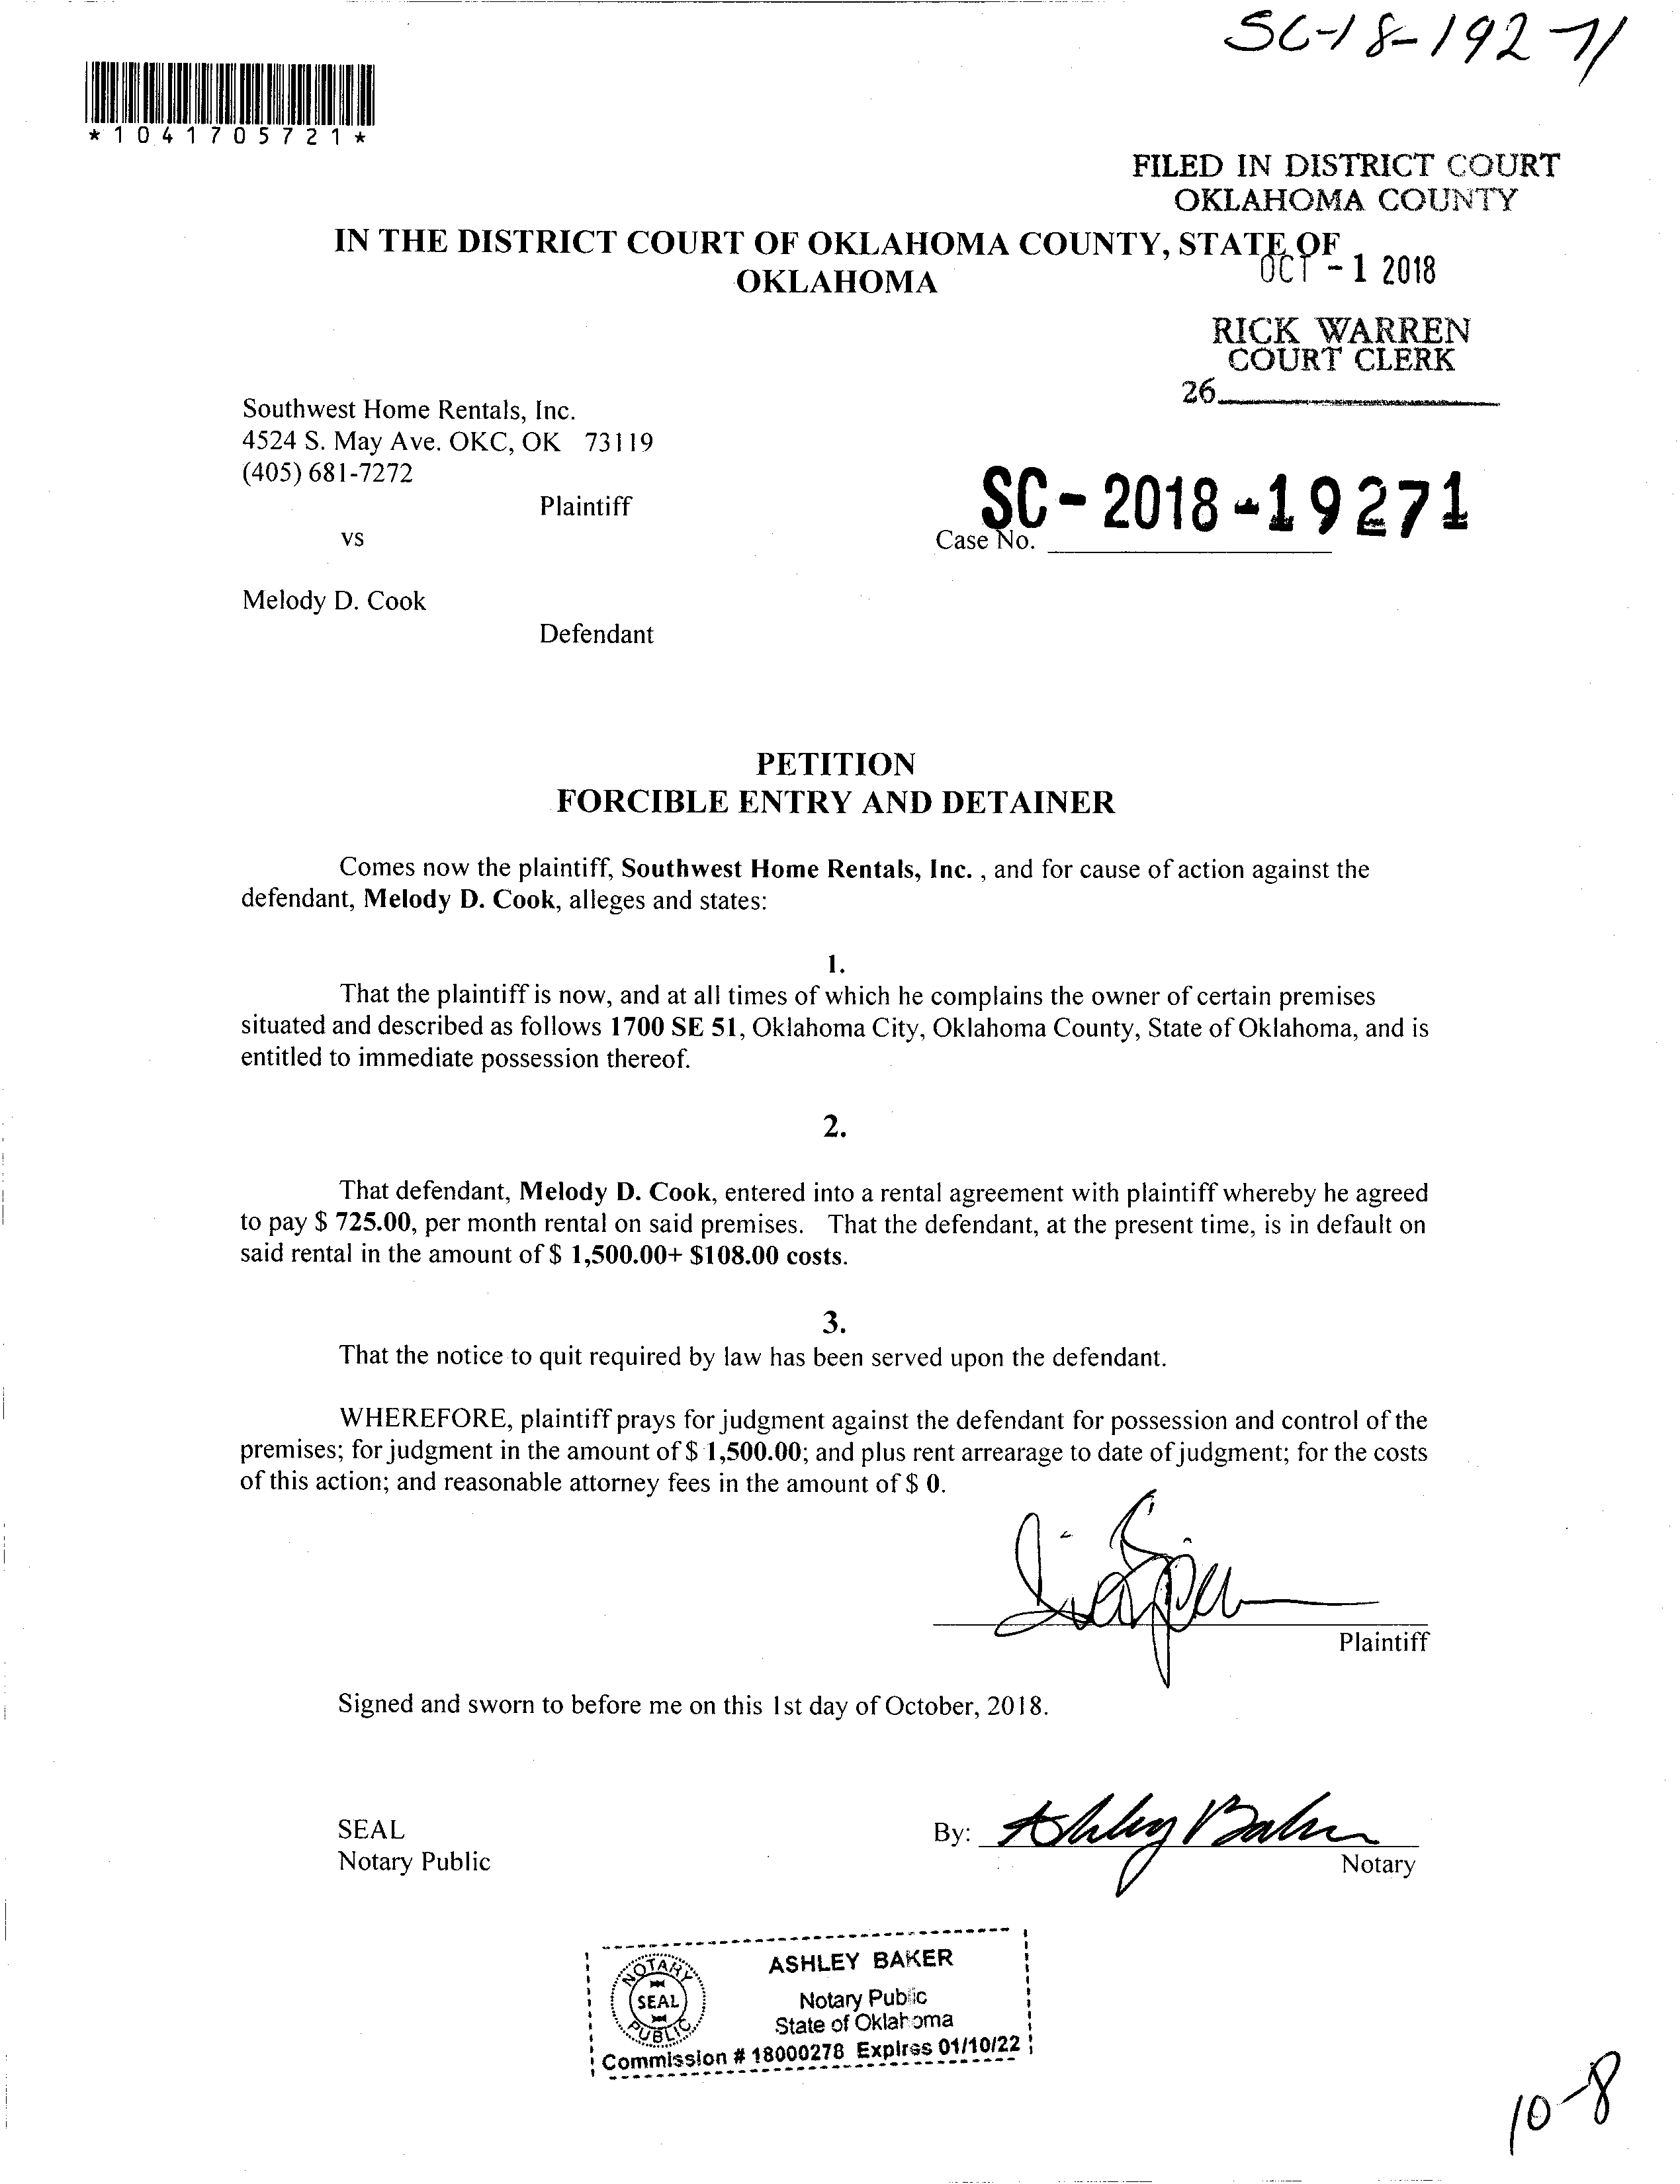 SC-18-19271
*1041705721*
FILED IN DISTRICT COURT
OKLAHOMA COUNTY
IN THE DISTRICT COURT OF OKLAHOMA COUNTY, STATE OF
OKLAHOMA
OCT - 1 2018
RICK WARREN
COURT CLERK
26
Southwest Home Rentals, Inc.
4524 S. May Ave. OKC, OK 73119
(405) 681-7272
Plaintiff
SC - 2018 - 19271
vs
Case No.
Melody D. Cook
Defendant
PETITION
FORCIBLE ENTRY AND DETAINER
Comes now the plaintiff, Southwest Home Rentals, Inc. , and for cause of action against the
defendant, Melody D. Cook, alleges and states:
1.
That the plaintiff is now, and at all times of which he complains the owner of certain premises
situated and described as follows 1700 SE 51, Oklahoma City, Oklahoma County, State of Oklahoma, and is
entitled to immediate possession thereof.
2.
That defendant, Melody D. Cook, entered into a rental agreement with plaintiff whereby he agreed
to pay $ 725.00, per month rental on said premises. That the defendant, at the present time, is in default on
said rental in the amount of $ 1,500.00+ $108.00 costs.
3.
That the notice to quit required by law has been served upon the defendant.
WHEREFORE, plaintiff prays for judgment against the defendant for possession and control of the
premises; for judgment in the amount of $ 1,500.00; and plus rent arrearage to date of judgment; for the costs
of this action; and reasonable attorney fees in the amount of $ 0.
Plaintiff
Signed and sworn to before me on this 1st day of October, 2018.
SEAL
By: Ashley Baker
Notary Public
Notary
NOTARY
SEAL
PUBLIC
ASHLEY BAKER
Notary Public
State of Oklahoma
Commission # 18000278 Expires 01/10/22
10-8